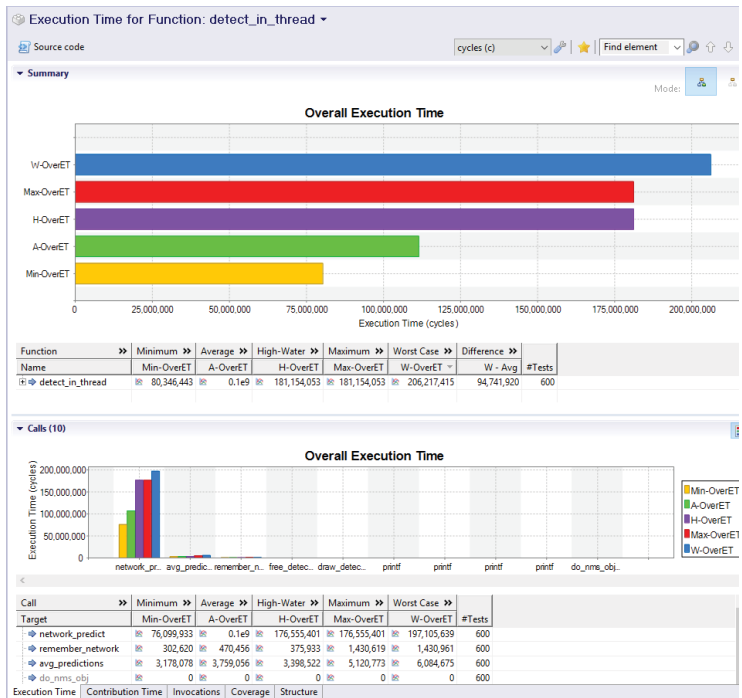 Execution Time for Function: detect_in_thread
Source code
cycles (c)
Find element
Summary
Mode:
Overall Execution Time
W-OverET
Max-OverET
H-OverET
A-OverET
Min-OverET
0 25,000,000 50,000,000 75,000,000 100,000,000 125,000,000 150,000,000 175,000,000 200,000,000
Execution Time (cycles)
Function >> Minimum >> Average >> High-Water >> Maximum >> Worst Case >> Difference >>
Name Min-OverET A-OverET H-OverET Max-OverET W-OverET W - Avg #Tests
detect_in_thread 80,346,443 0.1e9 181,154,053 181,154,053 206,217,415 94,741,920 600
Calls (10)
Overall Execution Time
Execution Time (cycles)
200,000,000
150,000,000
100,000,000
50,000,000
0
network_pr... avg_predic... remember_n... free_detec... draw_detec... printf printf printf printf do_nms_obj...
Min-OverET
A-OverET
H-OverET
Max-OverET
W-OverET
Call >> Minimum >> Average >> High-Water >> Maximum >> Worst Case >>
Target Min-OverET A-OverET H-OverET Max-OverET W-OverET #Tests
network_predict 76,099,933 0.1e9 176,555,401 176,555,401 197,105,639 600
remember_network 302,620 470,456 375,933 1,430,619 1,430,961 600
avg_predictions 3,178,078 3,759,056 3,398,522 5,120,773 6,084,675 600
do_nms_obj 0 0 0 0 0 600
Execution Time Contribution Time Invocations Coverage Structure